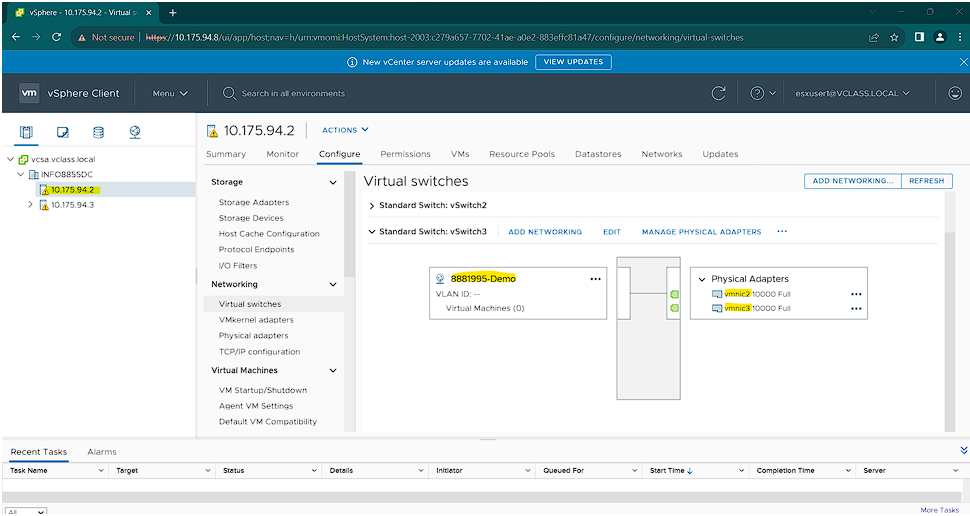 vSphere - 10.175.94.2 - Virtual s
Not secure https://10.175.94.8/ui/app/host;nav=h/urn:vmomi:HostSystem:host-2003:c279a657-7702-41ae-a0e2-883effc81a47/configure/networking/virtual-switches
New vCenter server updates are available VIEW UPDATES
vm vSphere Client Menu Search in all environments esxuser1@VCLASS.LOCAL
10.175.94.2 ACTIONS
Summary Monitor Configure Permissions VMs Resource Pools Datastores Networks Updates
vcsa.vclass.local
INFO8855DC
10.175.94.2
10.175.94.3
Storage
Storage Adapters
Storage Devices
Host Cache Configuration
Protocol Endpoints
I/O Filters
Networking
Virtual switches
VMkernel adapters
Physical adapters
TCP/IP configuration
Virtual Machines
VM Startup/Shutdown
Agent VM Settings
Default VM Compatibility
Virtual switches
ADD NETWORKING... REFRESH
Standard Switch: vSwitch2
Standard Switch: vSwitch3 ADD NETWORKING EDIT MANAGE PHYSICAL ADAPTERS ...
8881995-Demo ...
VLAN ID: --
Virtual Machines (0)
Physical Adapters
vmnic2 10000 Full ...
vmnic3 10000 Full ...
Recent Tasks Alarms
Task Name Target Status Details Initiator Queued For Start Time Completion Time Server
All
More Tasks